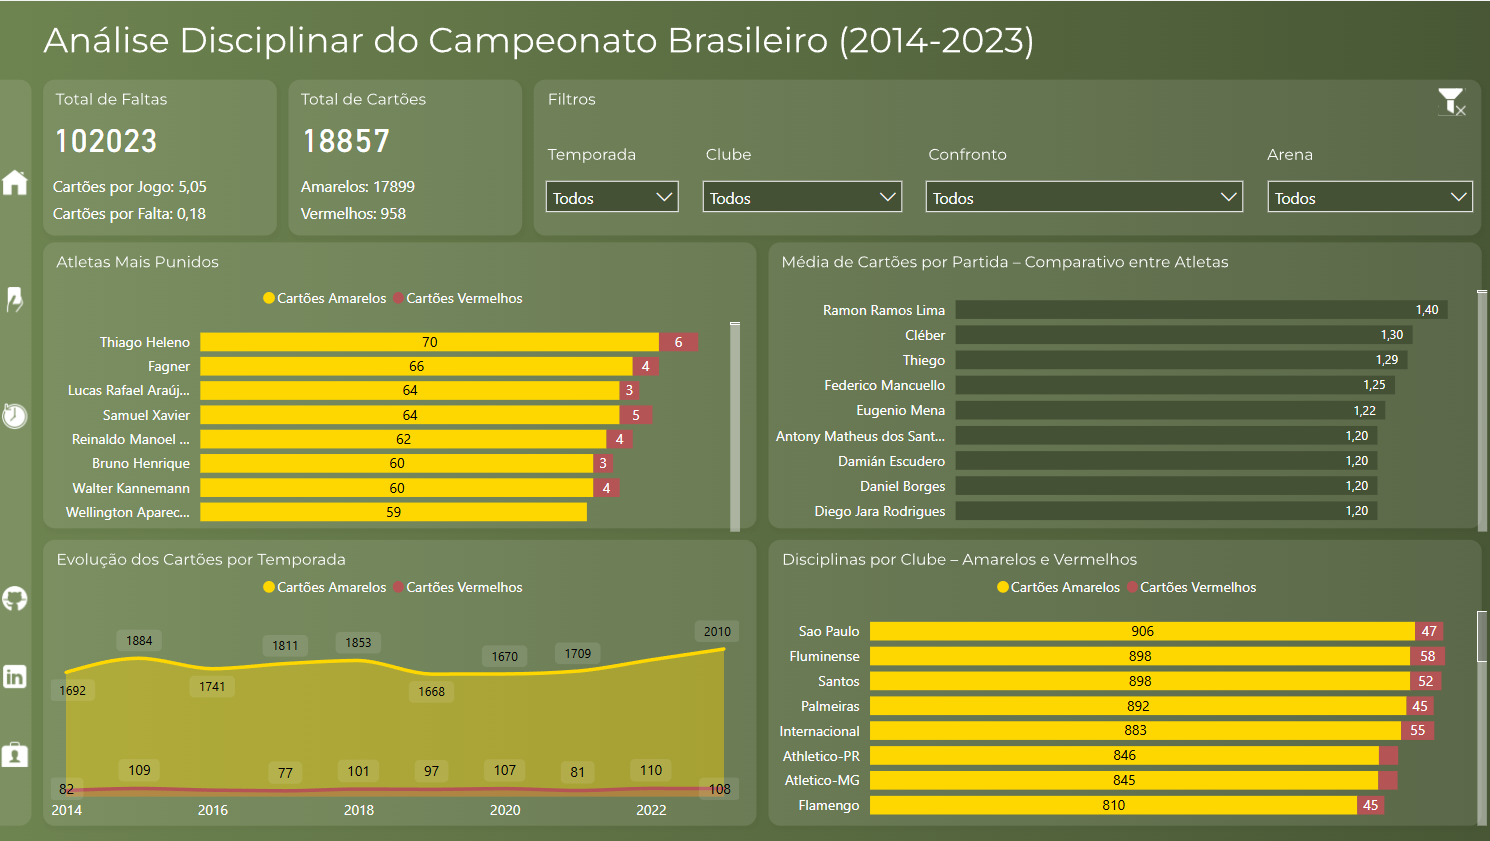 Análise Disciplinar do Campeonato Brasileiro (2014-2023)
Total de Faltas
102023
Cartões por Jogo: 5,05
Cartões por Falta: 0,18
Total de Cartões
18857
Amarelos: 17899
Vermelhos: 958
Filtros
Temporada
Todos
Clube
Todos
Confronto
Todos
Arena
Todos
Atletas Mais Punidos
Cartões Amarelos Cartões Vermelhos
Thiago Heleno 70 6
Fagner 66 4
Lucas Rafael Araúj... 64 3
Samuel Xavier 64 5
Reinaldo Manoel ... 62 4
Bruno Henrique 60 3
Walter Kannemann 60 4
Wellington Aparec... 59
Média de Cartões por Partida – Comparativo entre Atletas
Ramon Ramos Lima 1,40
Cléber 1,30
Thiego 1,29
Federico Mancuello 1,25
Eugenio Mena 1,22
Antony Matheus dos Sant... 1,20
Damián Escudero 1,20
Daniel Borges 1,20
Diego Jara Rodrigues 1,20
Evolução dos Cartões por Temporada
Cartões Amarelos Cartões Vermelhos
1692 1884 1741 1811 1853 1668 1670 1709 2010
82 109 77 101 97 107 81 110 108
2014 2016 2018 2020 2022
Disciplinas por Clube – Amarelos e Vermelhos
Cartões Amarelos Cartões Vermelhos
Sao Paulo 906 47
Fluminense 898 58
Santos 898 52
Palmeiras 892 45
Internacional 883 55
Athletico-PR 846
Atletico-MG 845
Flamengo 810 45
in